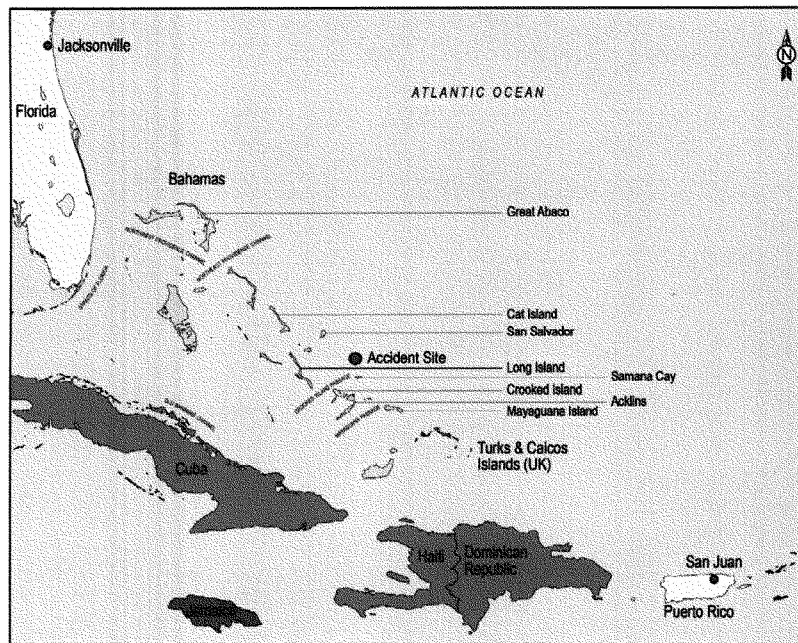 Jacksonville
N
ATLANTIC OCEAN
Florida
Bahamas
Great Abaco
Cat Island
San Salvador
Accident Site
Long Island
Samana Cay
Crooked Island
Acklins
Mayaguana Island
Turks & Caicos
Islands (UK)
Cuba
Haiti
Dominican
Republic
San Juan
Jamaica
Puerto Rico